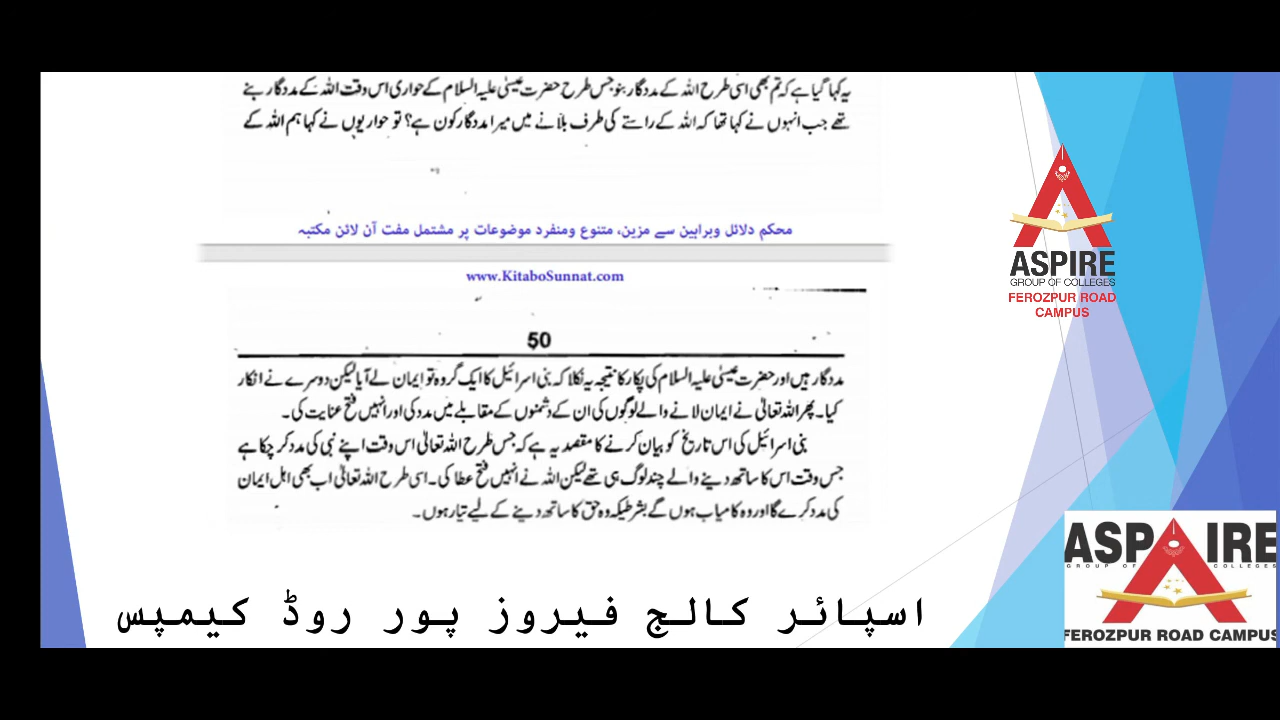 یہ کہا گیا ہے کہ تم بھی اسی طرح اللہ کے مددگار بنو جس طرح حضرت عیسیٰ علیہ السلام کے حواری اس وقت اللہ کے مددگار بنے
تھے جب انہوں نے کہا تھا کہ اللہ کے راستے کی طرف بلانے میں میرا مددگار کون ہے؟ تو حواریوں نے کہا ہم اللہ کے
محکم دلائل وبراہین سے مزین، متنوع ومنفرد موضوعات پر مشتمل مفت آن لائن مکتبہ
www.KitaboSunnat.com
50
مددگار ہیں اور حضرت عیسیٰ علیہ السلام کی پکار کا نتیجہ یہ نکلا کہ بنی اسرائیل کا ایک گروہ تو ایمان لے آیا لیکن دوسرے نے انکار
کیا۔ پھر اللہ تعالیٰ نے ایمان لانے والے لوگوں کی ان کے دشمنوں کے مقابلے میں مدد کی اور انہیں فتح عنایت کی۔
بنی اسرائیل کی اس تاریخ کو بیان کرنے کا مقصد یہ ہے کہ جس طرح اللہ تعالیٰ اس وقت اپنے نبی کی مدد کر چکا ہے
جس وقت اس کا ساتھ دینے والے چند لوگ ہی تھے لیکن اللہ نے انہیں فتح عطا کی۔ اسی طرح اللہ تعالیٰ اب بھی اہل ایمان
کی مدد کرے گا اور وہ کامیاب ہوں گے بشرطیکہ وہ حق کا ساتھ دینے کے لیے تیار ہوں۔
اسپائر کالج فیروز پور روڈ کیمپس
ASPIRE
GROUP OF COLLEGES
FEROZPUR ROAD
CAMPUS
ASPAIRE
GROUP OF COLLEGES
FEROZPUR ROAD CAMPUS